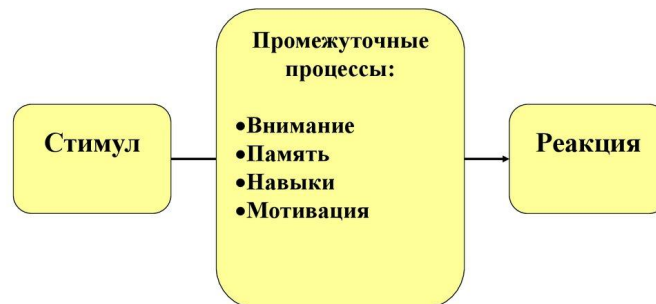 Стимул
Промежуточные
процессы:
•Внимание
•Память
•Навыки
•Мотивация
Реакция